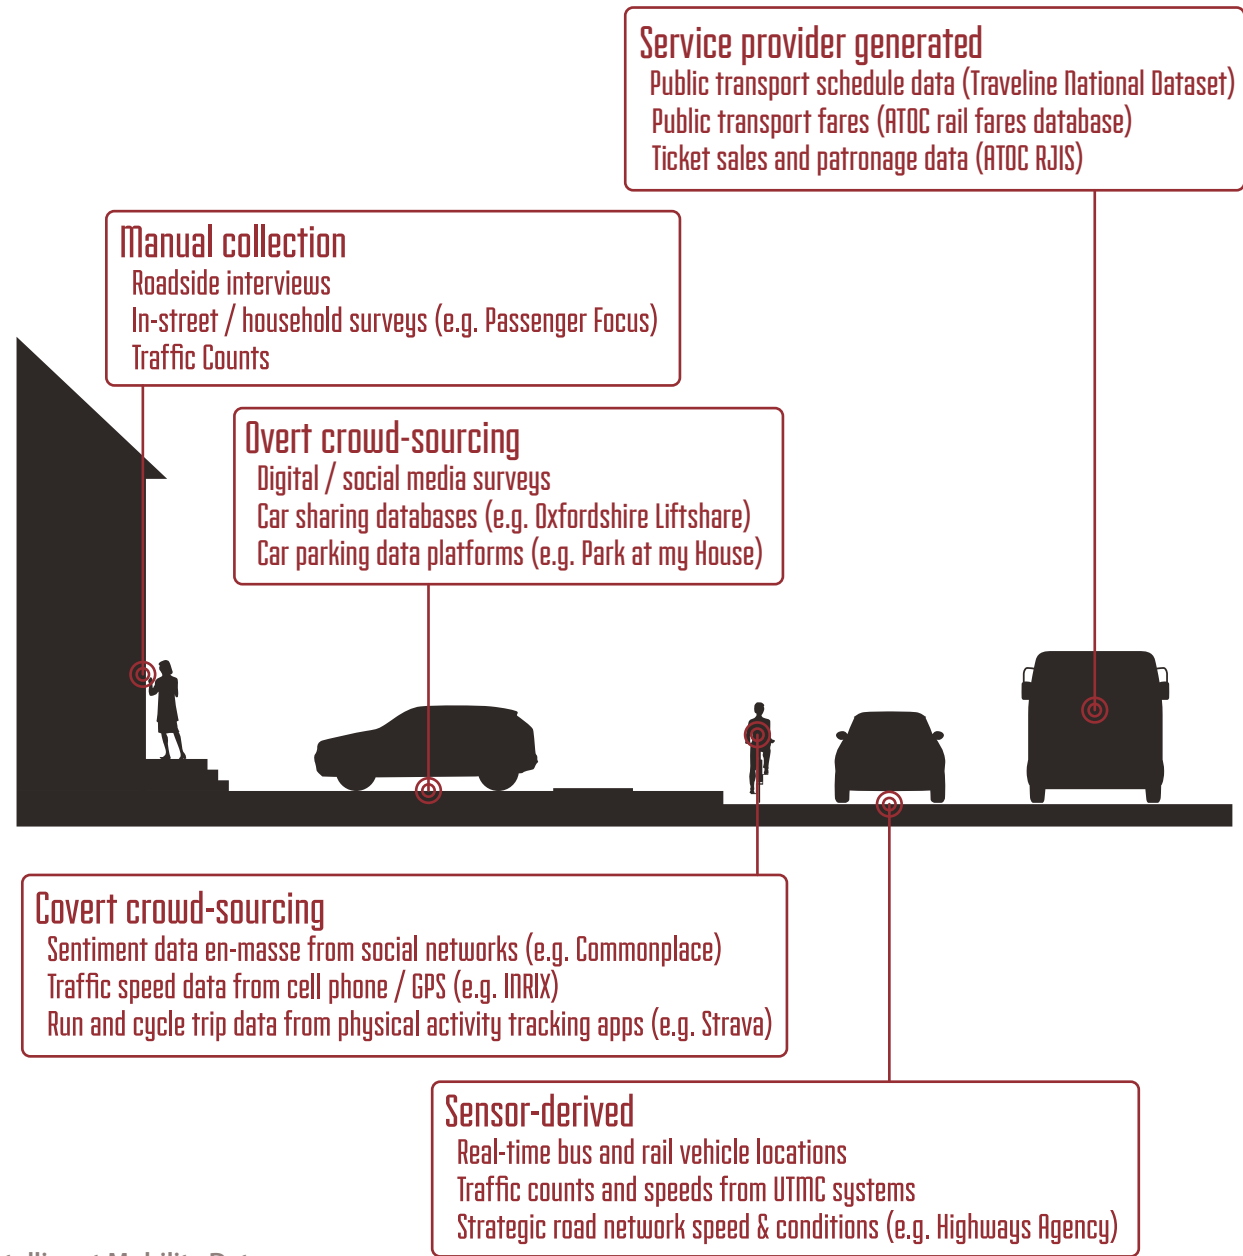 Service provider generated
Public transport schedule data (Traveline National Dataset)
Public transport fares (ATOC rail fares database)
Ticket sales and patronage data (ATOC RJIS)
Manual collection
Roadside interviews
In-street / household surveys (e.g. Passenger Focus)
Traffic Counts
Overt crowd-sourcing
Digital / social media surveys
Car sharing databases (e.g. Oxfordshire Liftshare)
Car parking data platforms (e.g. Park at my House)
Covert crowd-sourcing
Sentiment data en-masse from social networks (e.g. Commonplace)
Traffic speed data from cell phone / GPS (e.g. INRIX)
Run and cycle trip data from physical activity tracking apps (e.g. Strava)
Sensor-derived
Real-time bus and rail vehicle locations
Traffic counts and speeds from UTMC systems
Strategic road network speed & conditions (e.g. Highways Agency)